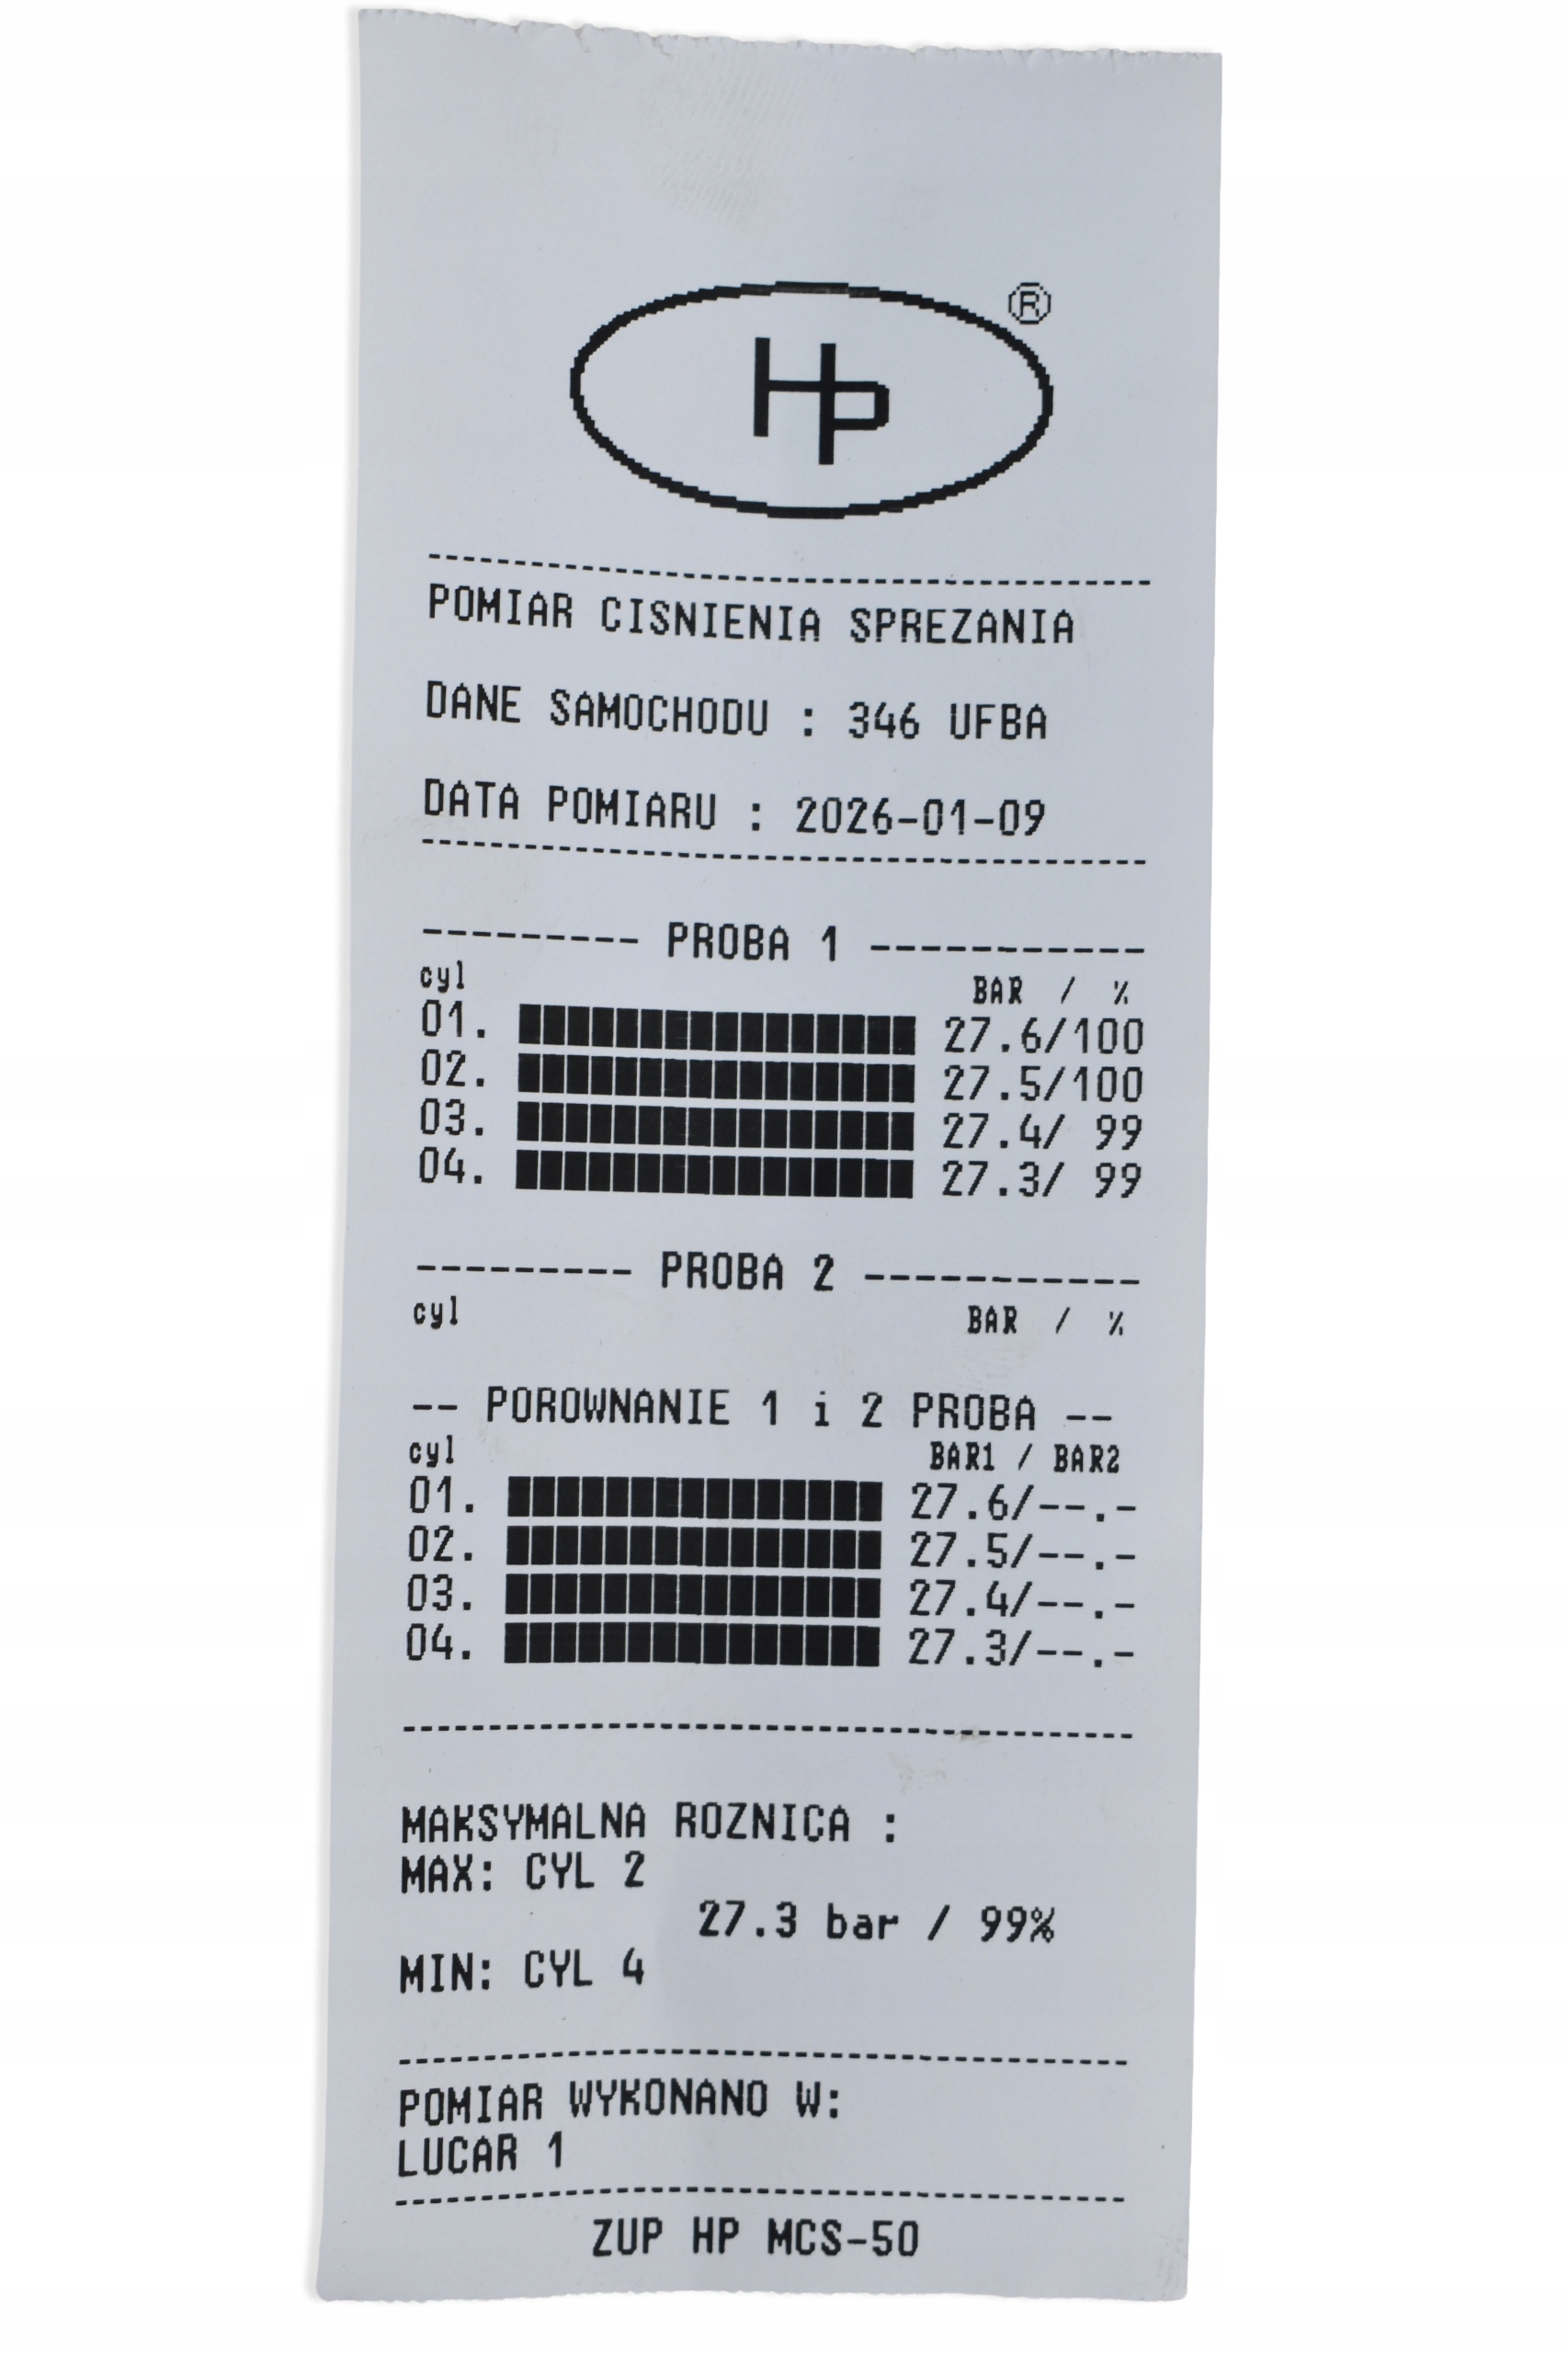 HP ®
POMIAR CISNIENIA SPREZANIA
DANE SAMOCHODU : 346 UFBA
DATA POMIARU : 2026-01-09
--------- PROBA 1 -----------
cyl BAR / %
01. 27.6/100
02. 27.5/100
03. 27.4/ 99
04. 27.3/ 99
--------- PROBA 2 -----------
cyl BAR / %
-- POROWNANIE 1 i 2 PROBA --
cyl BAR1 / BAR2
01. 27.6/--.-
02. 27.5/--.-
03. 27.4/--.-
04. 27.3/--.-
MAKSYMALNA ROZNICA :
MAX: CYL 2
27.3 bar / 99%
MIN: CYL 4
POMIAR WYKONANO W:
LUCAR 1
ZUP HP MCS-50